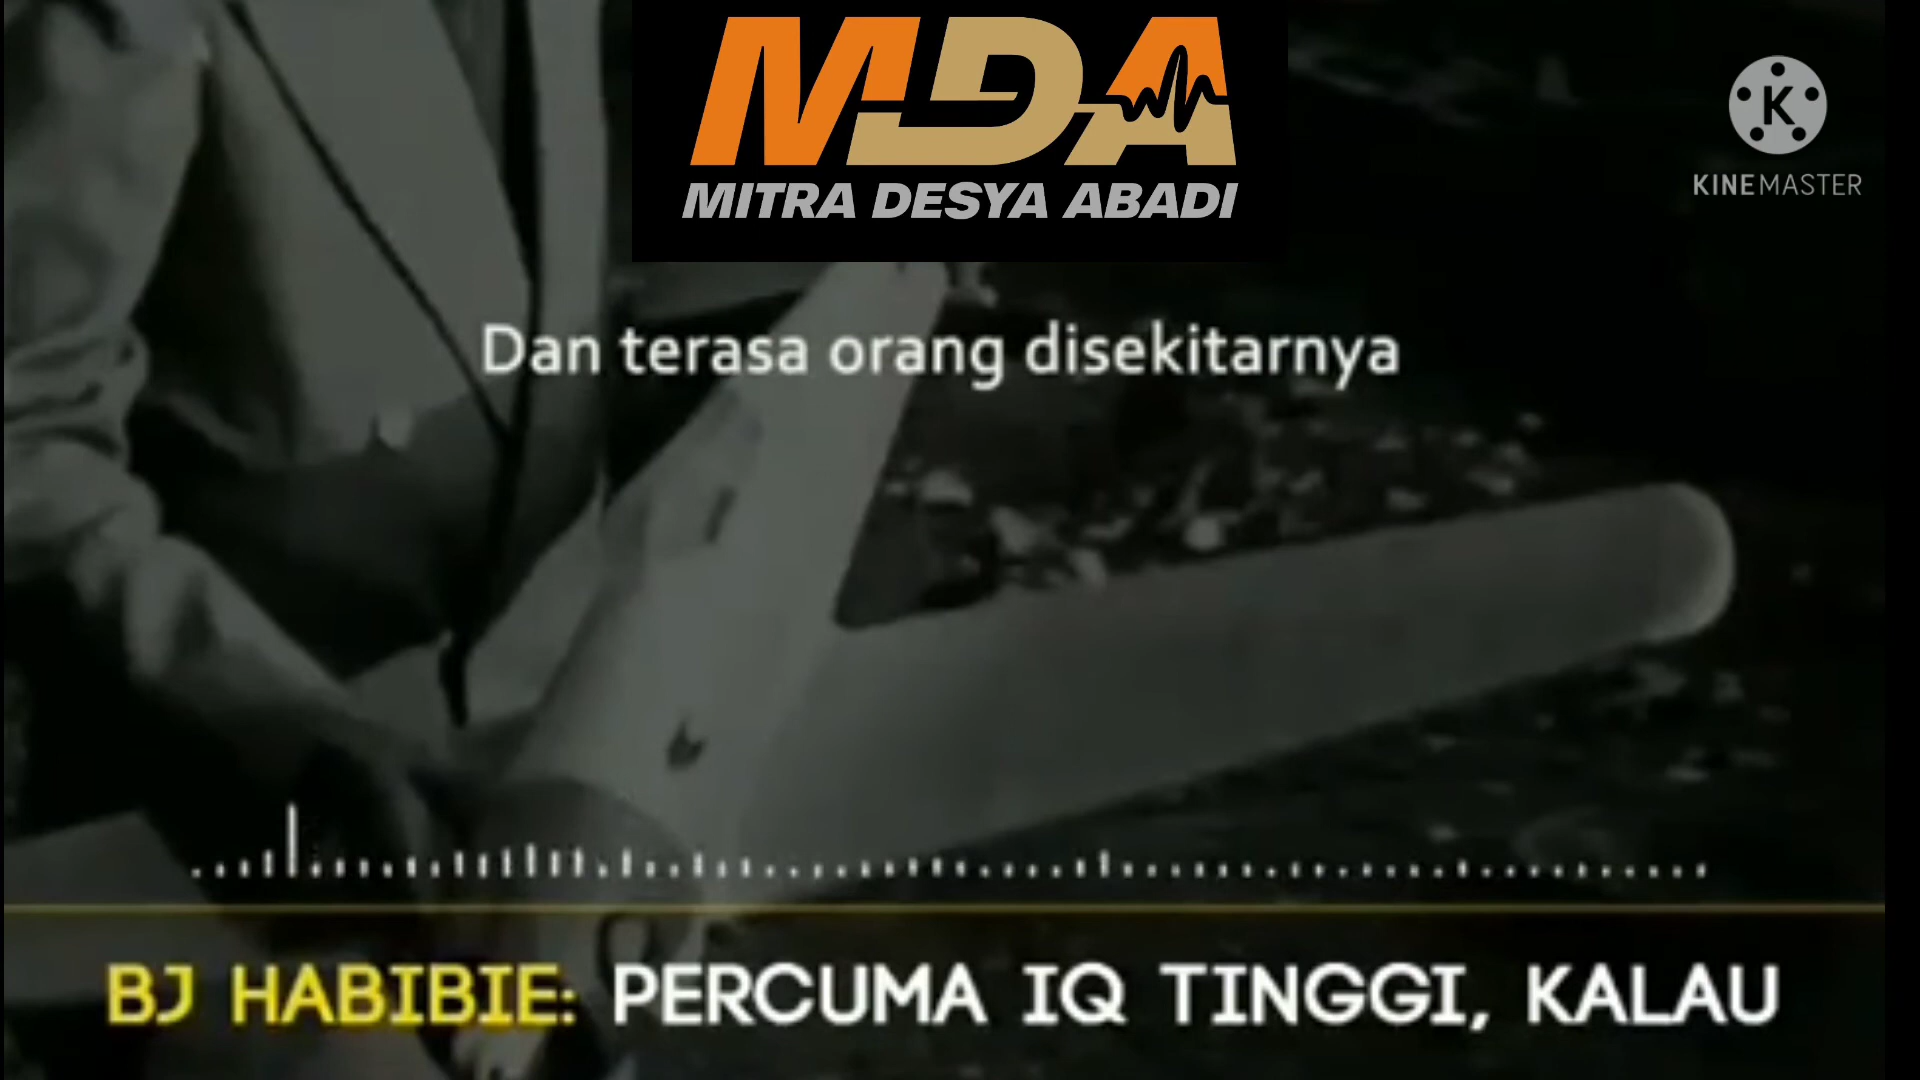 MDA
MITRA DESYA ABADI
K
KINEMASTER
Dan terasa orang disekitarnya
BJ HABIBIE: PERCUMA IQ TINGGI, KALAU